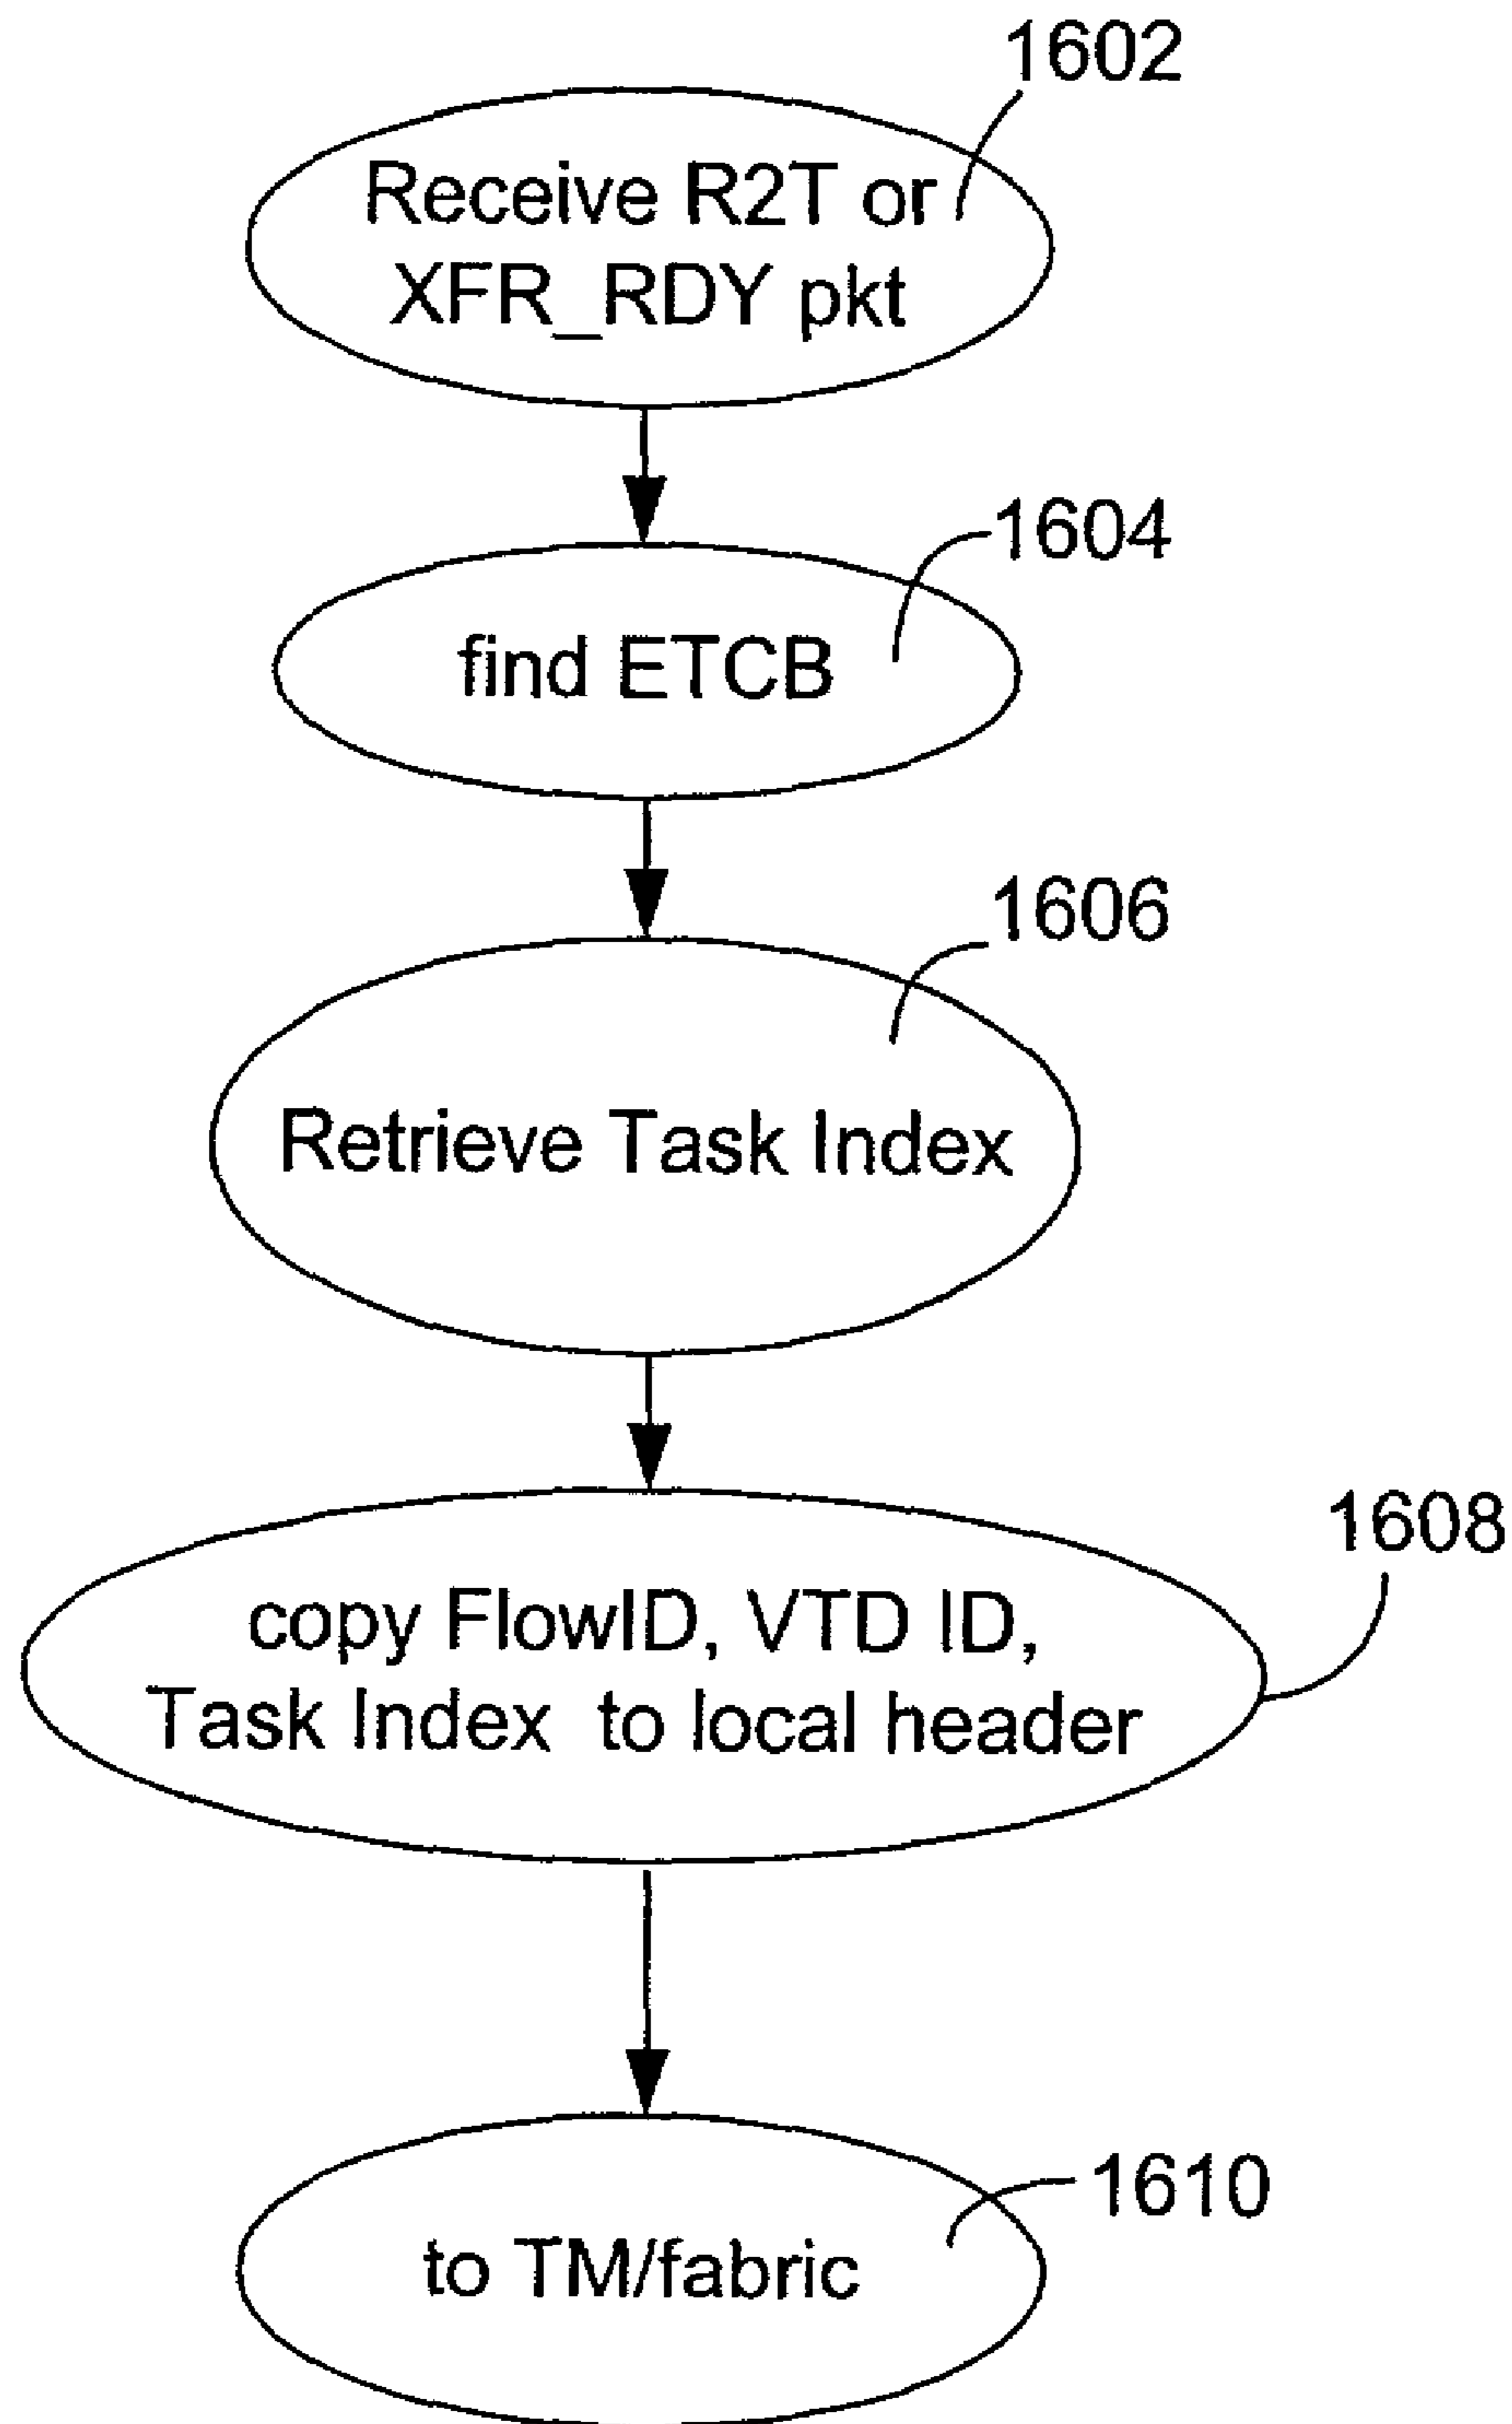 1602
Receive R2T or
XFR_RDY pkt
1604
find ETCB
1606
Retrieve Task Index
1608
copy FlowID, VTD ID,
Task Index to local header
1610
to TM/fabric